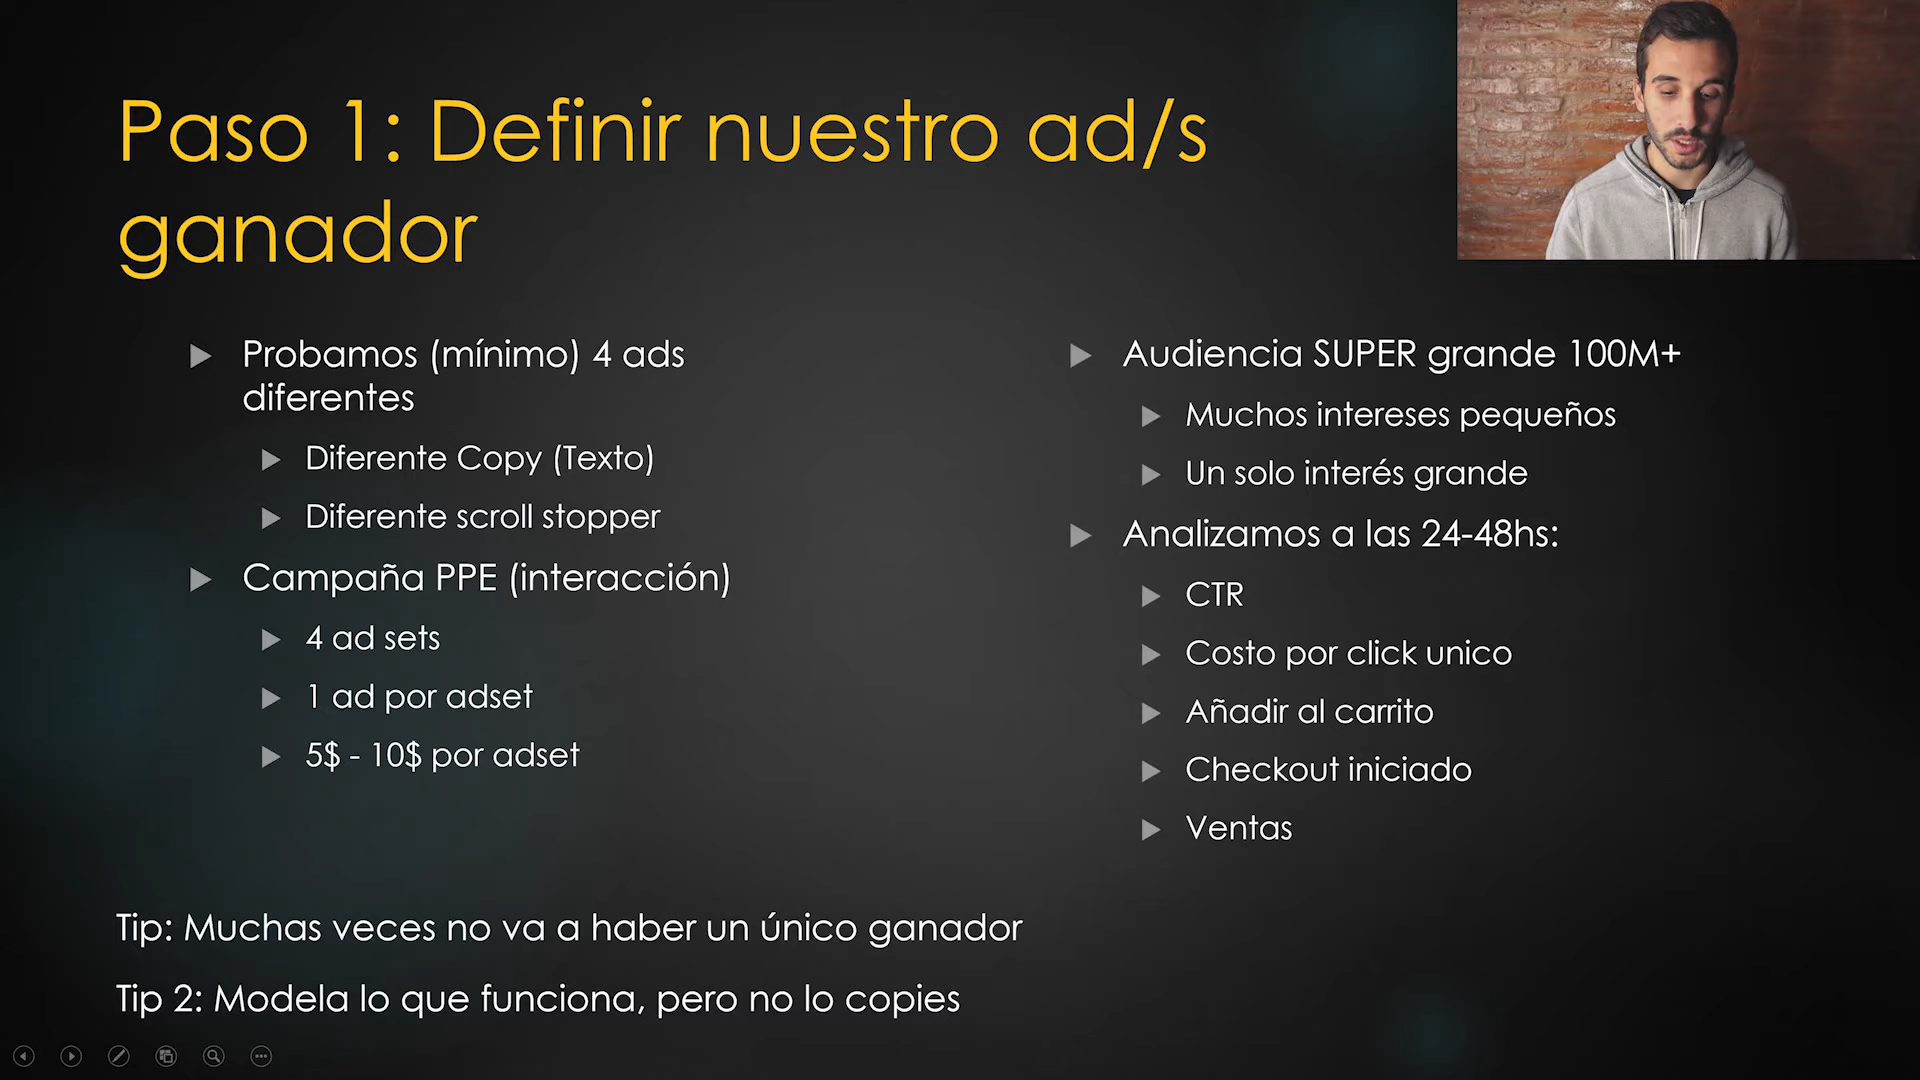 Paso 1: Definir nuestro ad/s
ganador
Probamos (mínimo) 4 ads
diferentes
Diferente Copy (Texto)
Diferente scroll stopper
Campaña PPE (interacción)
4 ad sets
1 ad por adset
5$ - 10$ por adset
Audiencia SUPER grande 100M+
Muchos intereses pequeños
Un solo interés grande
Analizamos a las 24-48hs:
CTR
Costo por click unico
Añadir al carrito
Checkout iniciado
Ventas
Tip: Muchas veces no va a haber un único ganador
Tip 2: Modela lo que funciona, pero no lo copies